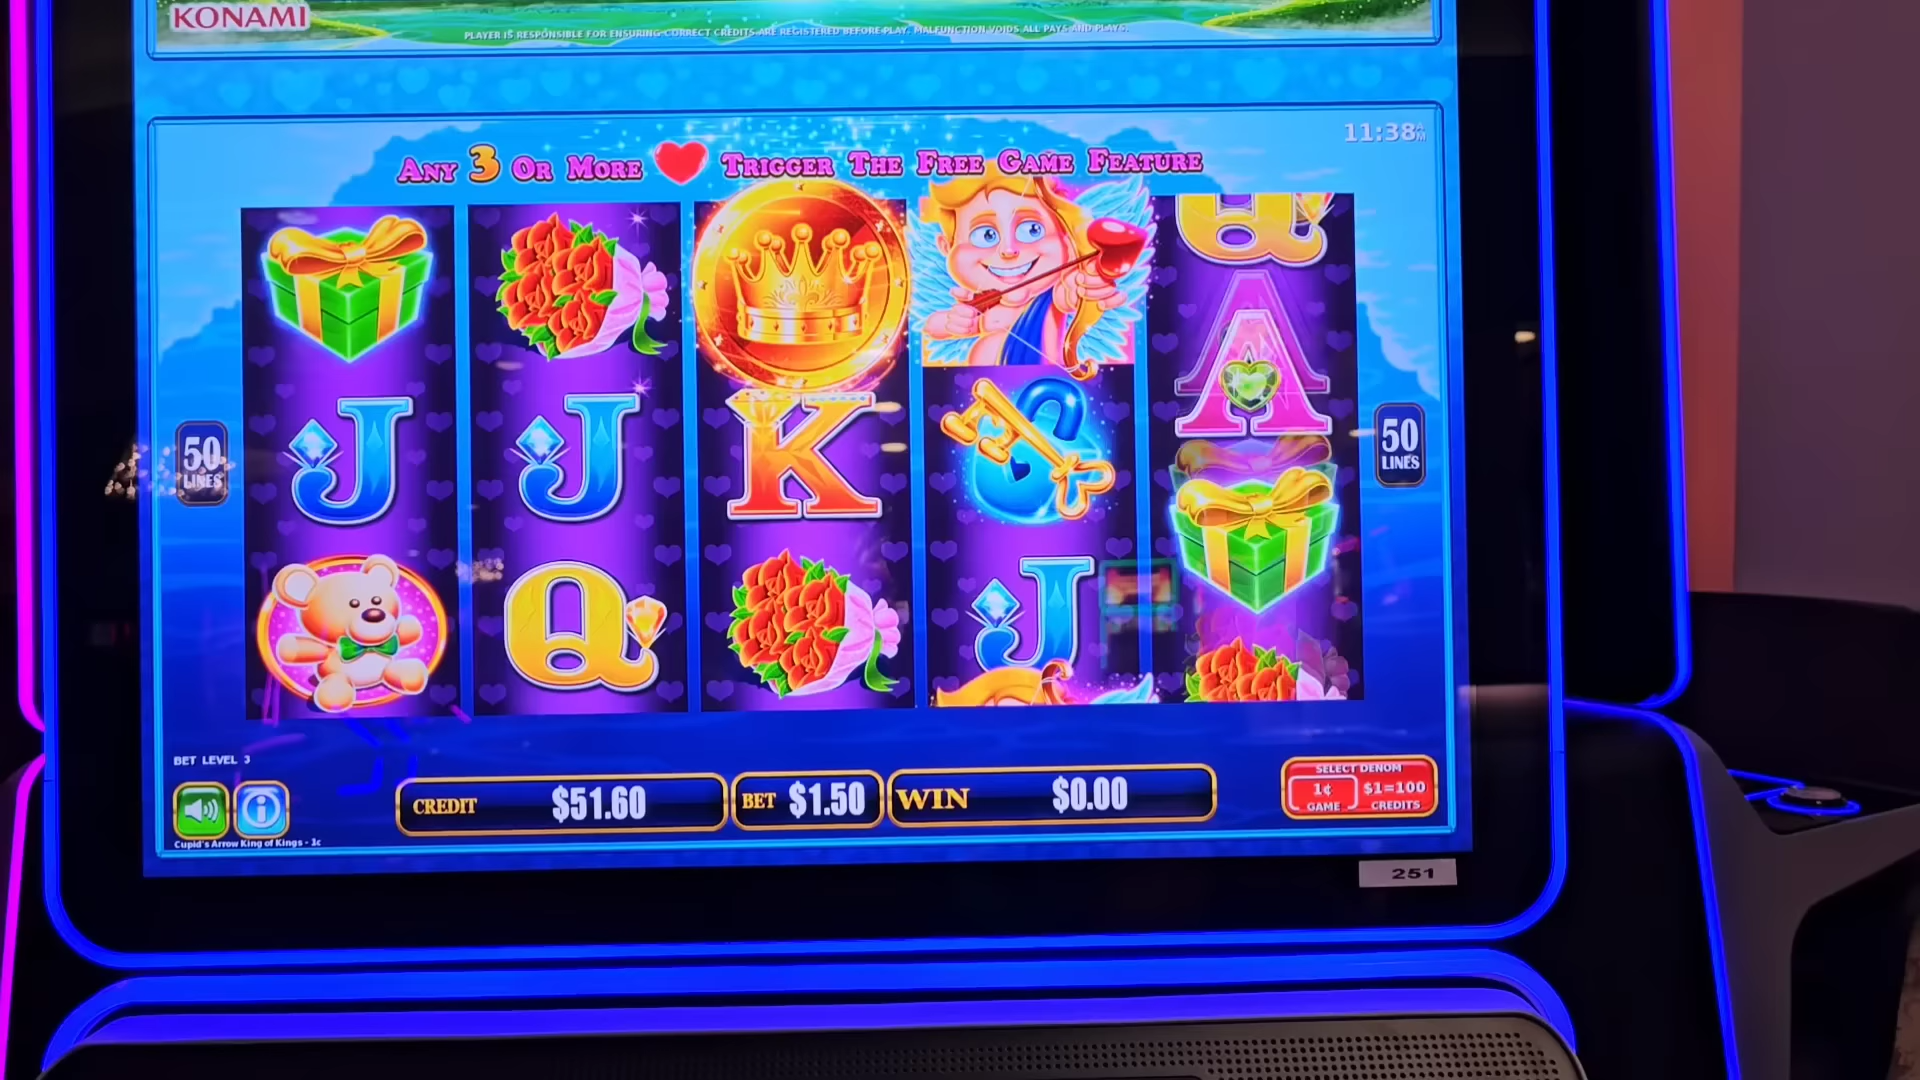 KONAMI
PLAYER IS RESPONSIBLE FOR ENSURING CORRECT CREDITS ARE REGISTERED BEFORE PLAY. MALFUNCTION VOIDS ALL PAYS AND PLAYS.
11:38AM
ANY 3 OR MORE TRIGGER THE FREE GAME FEATURE
K
J
J
A
50 LINES
50 LINES
Q
J
Q
BET LEVEL 3
CREDIT $51.60
BET $1.50
WIN $0.00
SELECT DENOM
1¢ GAME
$1=100 CREDITS
Cupid's Arrow King of Kings - 1c
251